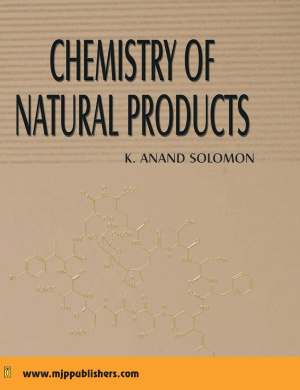 CHEMISTRY OF
NATURAL PRODUCTS
K. ANAND SOLOMON
www.mjppublishers.com